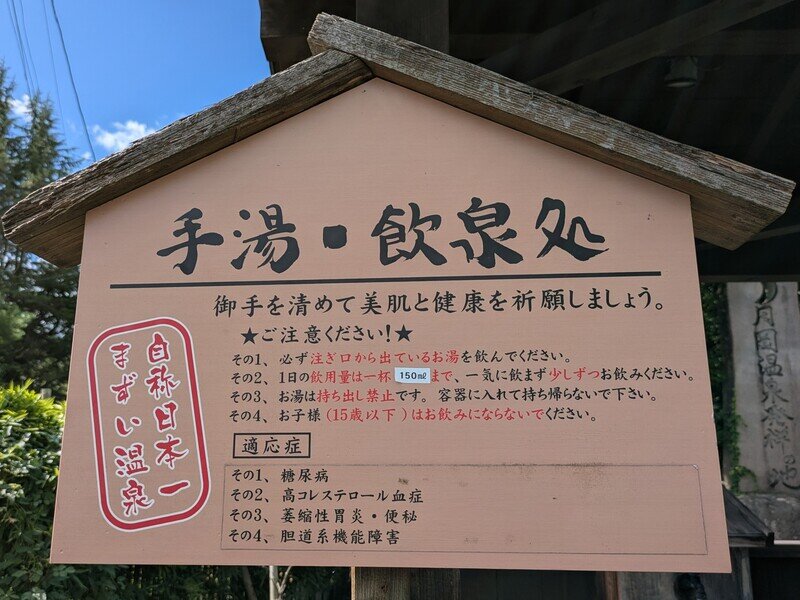 手湯・飲泉処
御手を清めて美肌と健康を祈願しましょう。
★ご注意ください!★
その1、必ず注ぎ口から出ているお湯を飲んでください。
その2、1日の飲用量は一杯150㎖まで、一気に飲まず少しずつお飲みください。
その3、お湯は持ち出し禁止です。容器に入れて持ち帰らないで下さい。
その4、お子様(15歳以下)はお飲みにならないでください。
適応症
その1、糖尿病
その2、高コレステロール血症
その3、萎縮性胃炎・便秘
その4、胆道系機能障害
自称日本一
まずい温泉
月岡温泉発祥の地